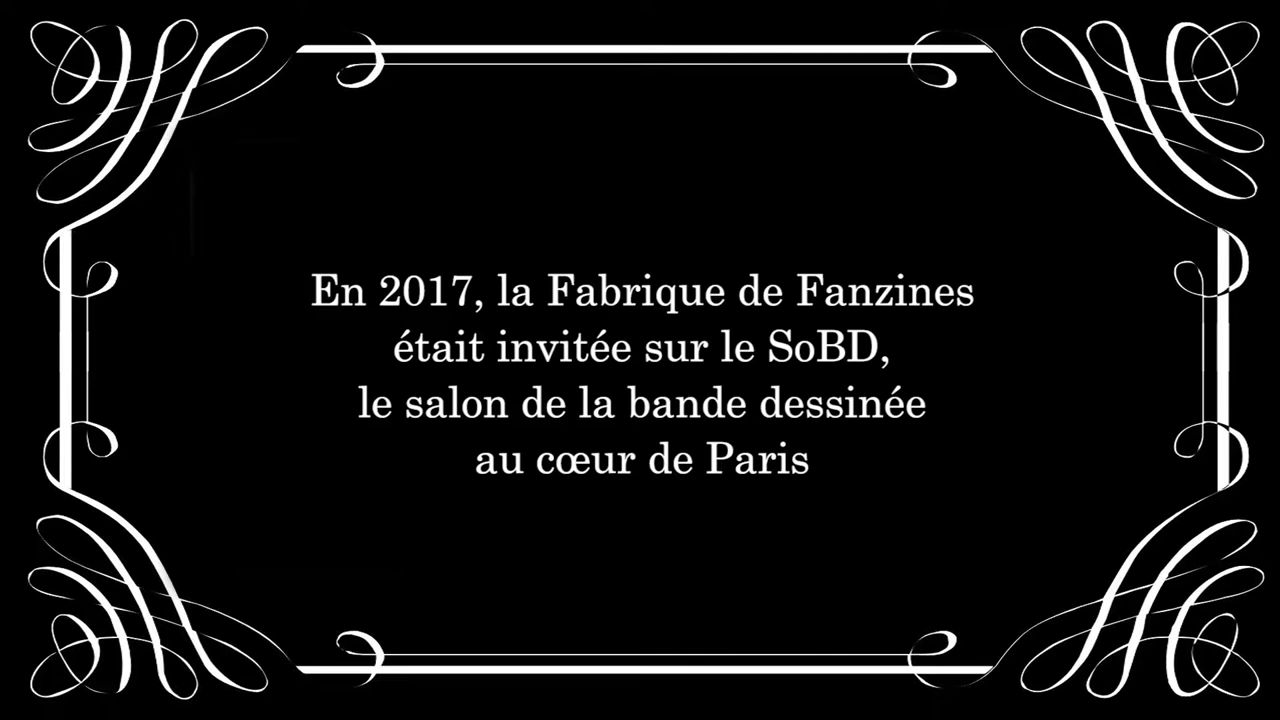 En 2017, la Fabrique de Fanzines
était invitée sur le SoBD,
le salon de la bande dessinée
au cœur de Paris